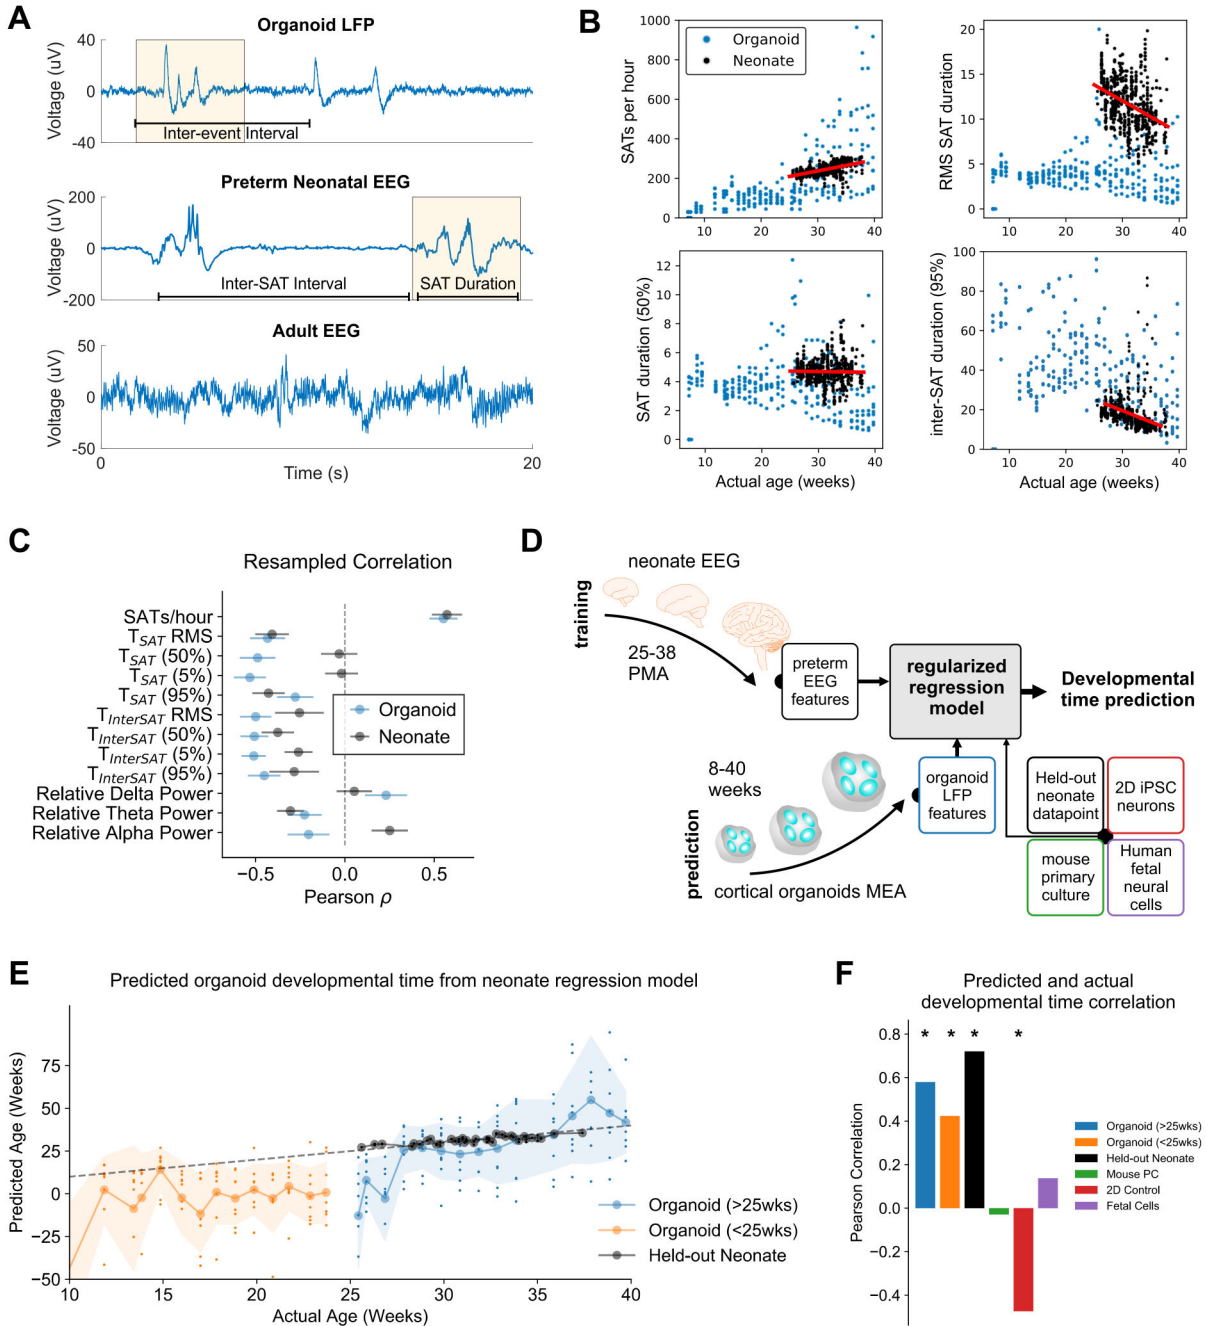 A
Organoid LFP
Voltage (uV)
40
0
-40
Inter-event Interval
Preterm Neonatal EEG
Voltage (uV)
200
0
-200
Inter-SAT Interval
SAT Duration
Adult EEG
Voltage (uV)
50
0
-50
0
20
Time (s)
B
SATs per hour
1000
800
600
400
200
0
Organoid
Neonate
10
20
30
40
RMS SAT duration
20
15
10
5
0
10
20
30
40
SAT duration (50%)
12
10
8
6
4
2
0
10
20
30
40
Actual age (weeks)
inter-SAT duration (95%)
100
80
60
40
20
0
10
20
30
40
Actual age (weeks)
C
Resampled Correlation
SATs/hour
TSAT RMS
TSAT (50%)
TSAT (5%)
TSAT (95%)
TInterSAT RMS
TInterSAT (50%)
TInterSAT (5%)
TInterSAT (95%)
Relative Delta Power
Relative Theta Power
Relative Alpha Power
Organoid
Neonate
−0.5
0.0
0.5
Pearson ρ
D
training
neonate EEG
25-38
PMA
preterm
EEG
features
regularized
regression
model
Developmental
time prediction
prediction
8-40
weeks
cortical organoids MEA
organoid
LFP
features
Held-out
neonate
datapoint
2D iPSC
neurons
mouse
primary
culture
Human
fetal
neural
cells
E
Predicted organoid developmental time from neonate regression model
Predicted Age (Weeks)
75
50
25
0
−25
−50
10
15
20
25
30
35
40
Actual Age (Weeks)
Organoid (>25wks)
Organoid (<25wks)
Held-out Neonate
F
Predicted and actual
developmental time correlation
Pearson Correlation
0.8
0.6
0.4
0.2
0.0
−0.2
−0.4
* * * *
Organoid (>25wks)
Organoid (<25wks)
Held-out Neonate
Mouse PC
2D Control
Fetal Cells